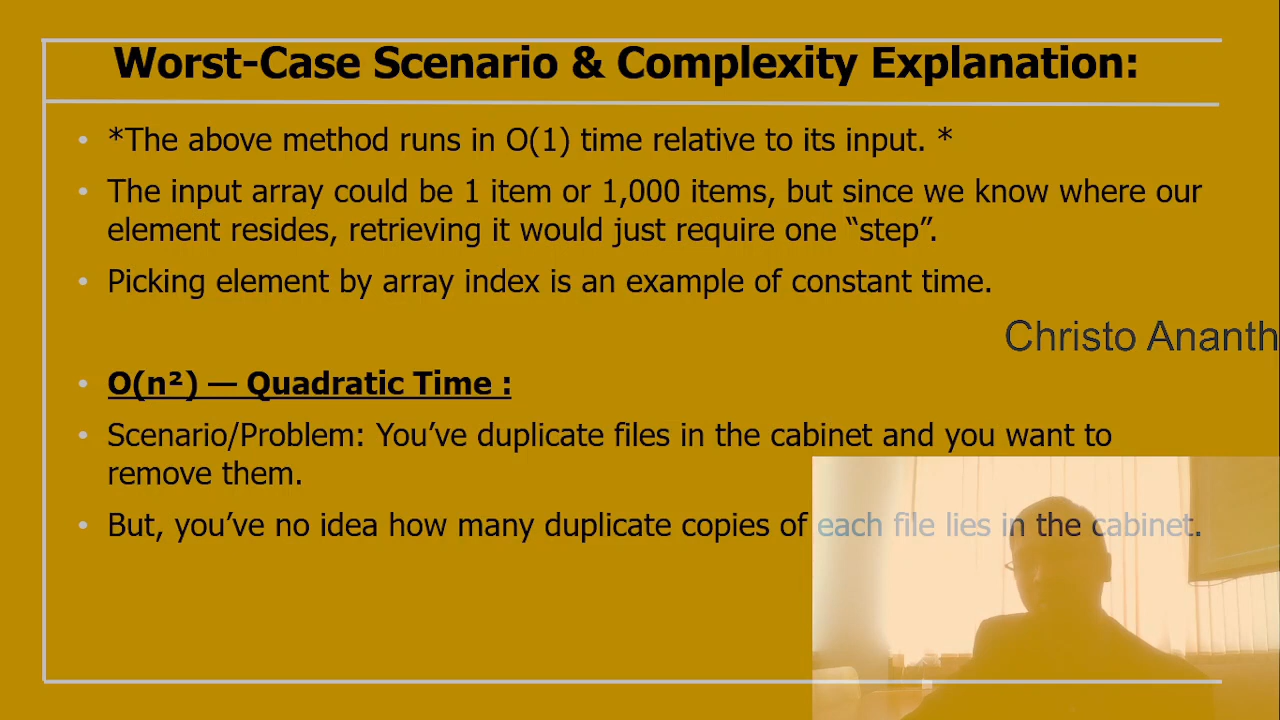 Worst-Case Scenario & Complexity Explanation:
• *The above method runs in O(1) time relative to its input. *
• The input array could be 1 item or 1,000 items, but since we know where our
element resides, retrieving it would just require one “step”.
• Picking element by array index is an example of constant time.
Christo Ananth
• O(n²) — Quadratic Time :
• Scenario/Problem: You’ve duplicate files in the cabinet and you want to
remove them.
• But, you’ve no idea how many duplicate copies of each file lies in the cabinet.